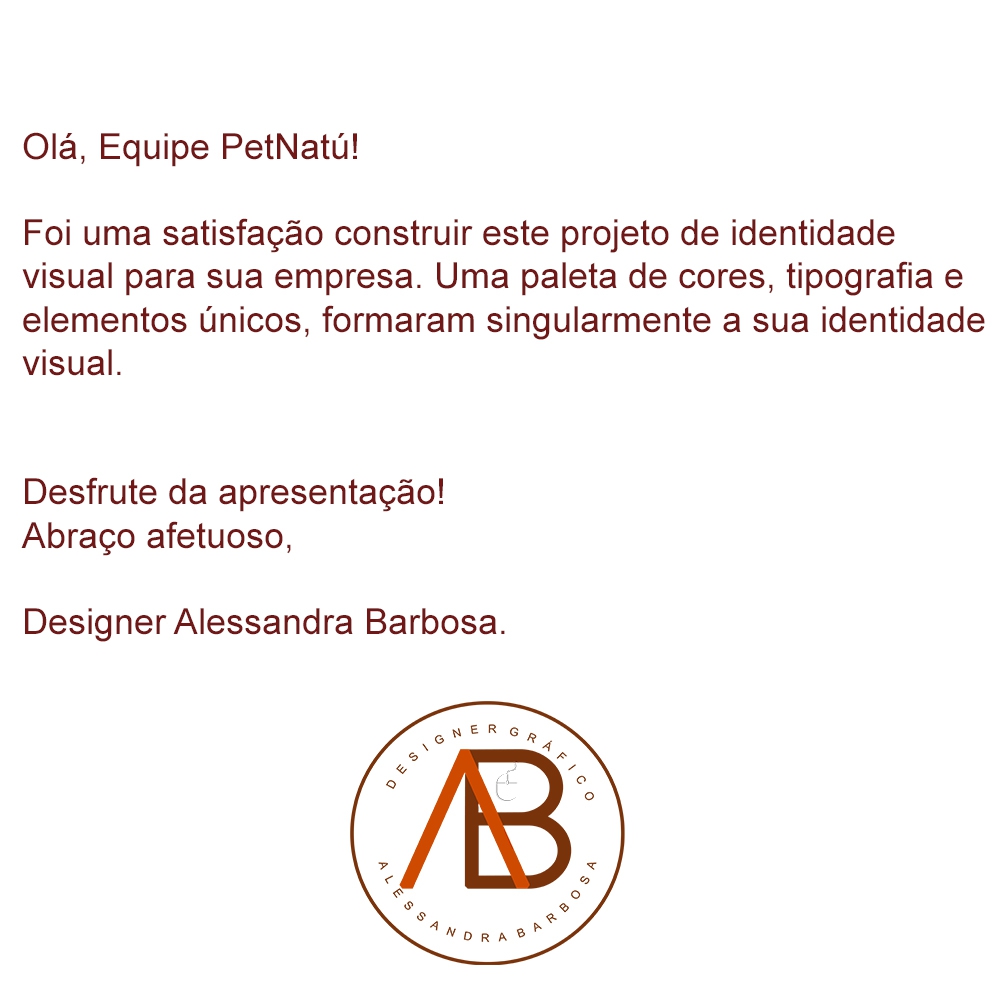 Olá, Equipe PetNatú!
Foi uma satisfação construir este projeto de identidade
visual para sua empresa. Uma paleta de cores, tipografia e
elementos únicos, formaram singularmente a sua identidade
visual.
Desfrute da apresentação!
Abraço afetuoso,
Designer Alessandra Barbosa.
DESIGNER GRÁFICO
AB
ALESSANDRA BARBOSA